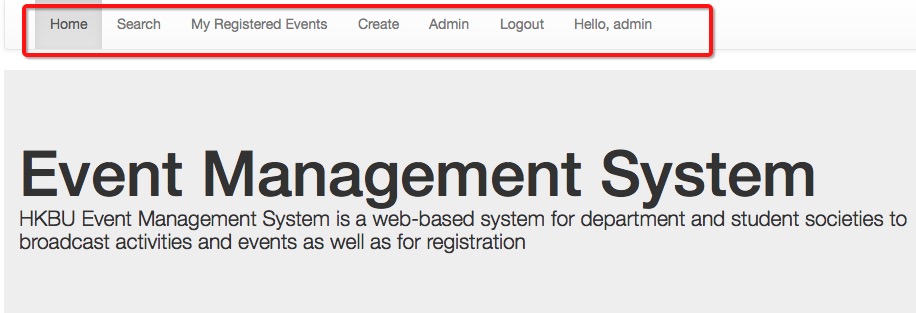 Home Search My Registered Events Create Admin Logout Hello, admin
Event Management System
HKBU Event Management System is a web-based system for department and student societies to
broadcast activities and events as well as for registration